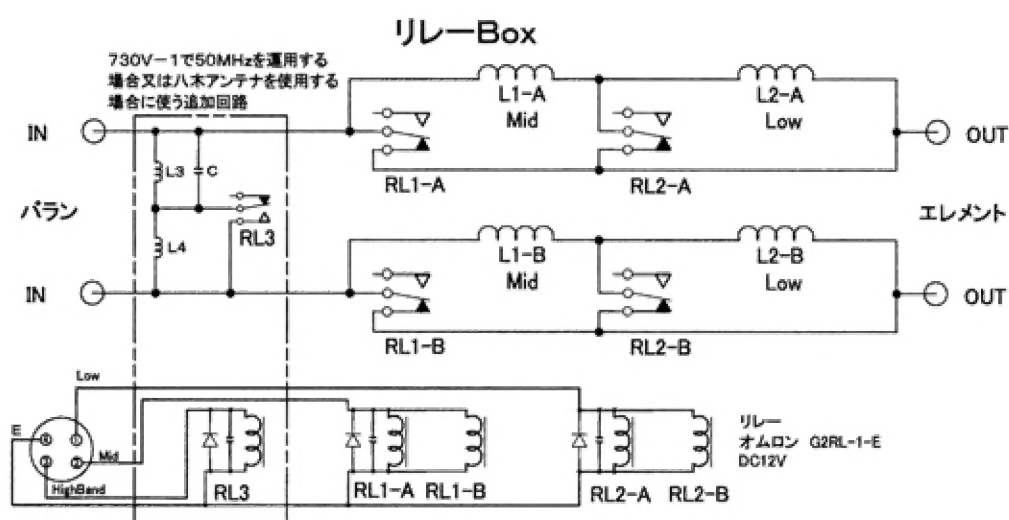 リレーBox
730V-1で50MHzを運用する
場合又は八木アンテナを使用する
場合に使う追加回路
L1-A
Mid
L2-A
Low
IN
OUT
L3
C
RL1-A
RL2-A
バラン
RL3
エレメント
L4
L1-B
Mid
L2-B
Low
IN
OUT
RL1-B
RL2-B
Low
E
Mid
HighBand
RL3
RL1-A RL1-B
RL2-A RL2-B
リレー
オムロン G2RL-1-E
DC12V